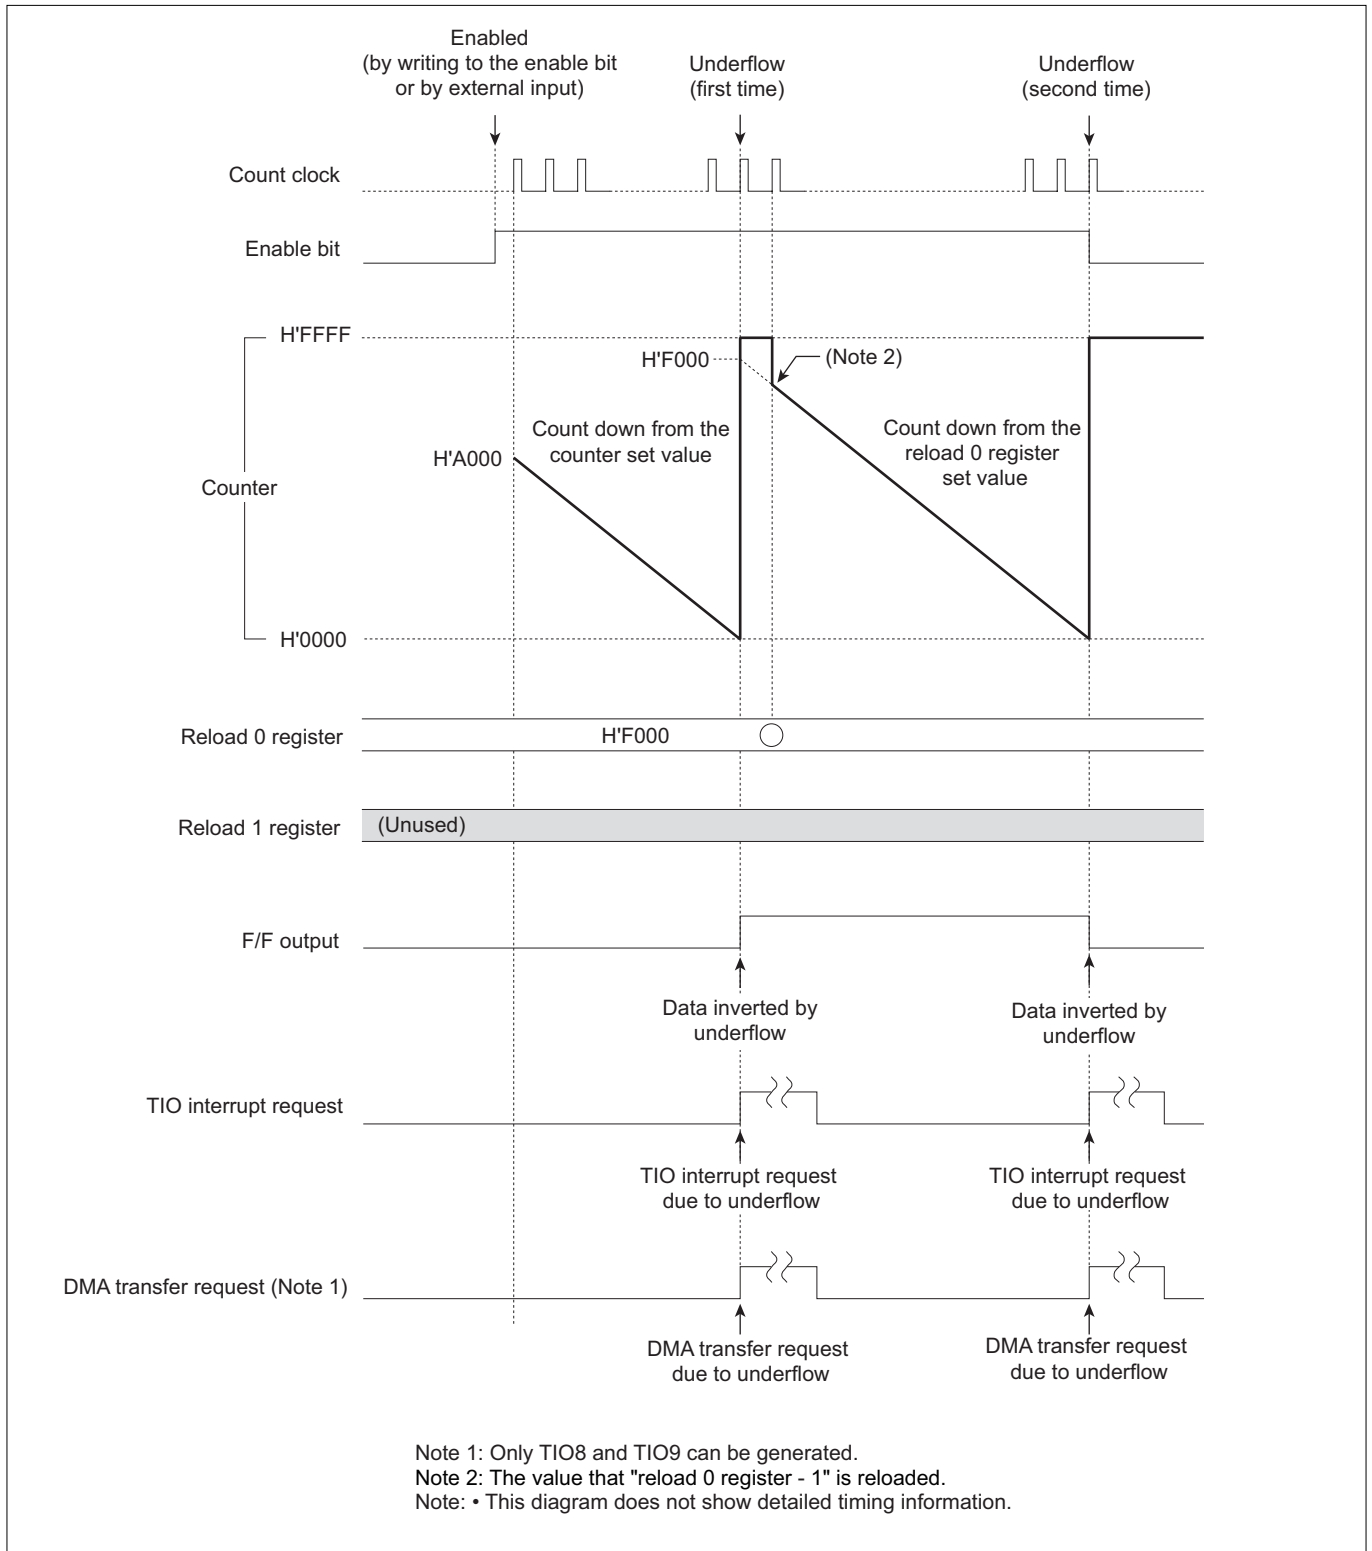 Enabled
(by writing to the enable bit
or by external input)
Underflow
(first time)
Underflow
(second time)
Count clock
Enable bit
H'FFFF
H'F000
(Note 2)
Count down from the
counter set value
Count down from the
reload 0 register
set value
H'A000
Counter
H'0000
Reload 0 register
H'F000
Reload 1 register
(Unused)
F/F output
Data inverted by
underflow
Data inverted by
underflow
TIO interrupt request
TIO interrupt request
due to underflow
TIO interrupt request
due to underflow
DMA transfer request (Note 1)
DMA transfer request
due to underflow
DMA transfer request
due to underflow
Note 1: Only TIO8 and TIO9 can be generated.
Note 2: The value that "reload 0 register - 1" is reloaded.
Note: • This diagram does not show detailed timing information.